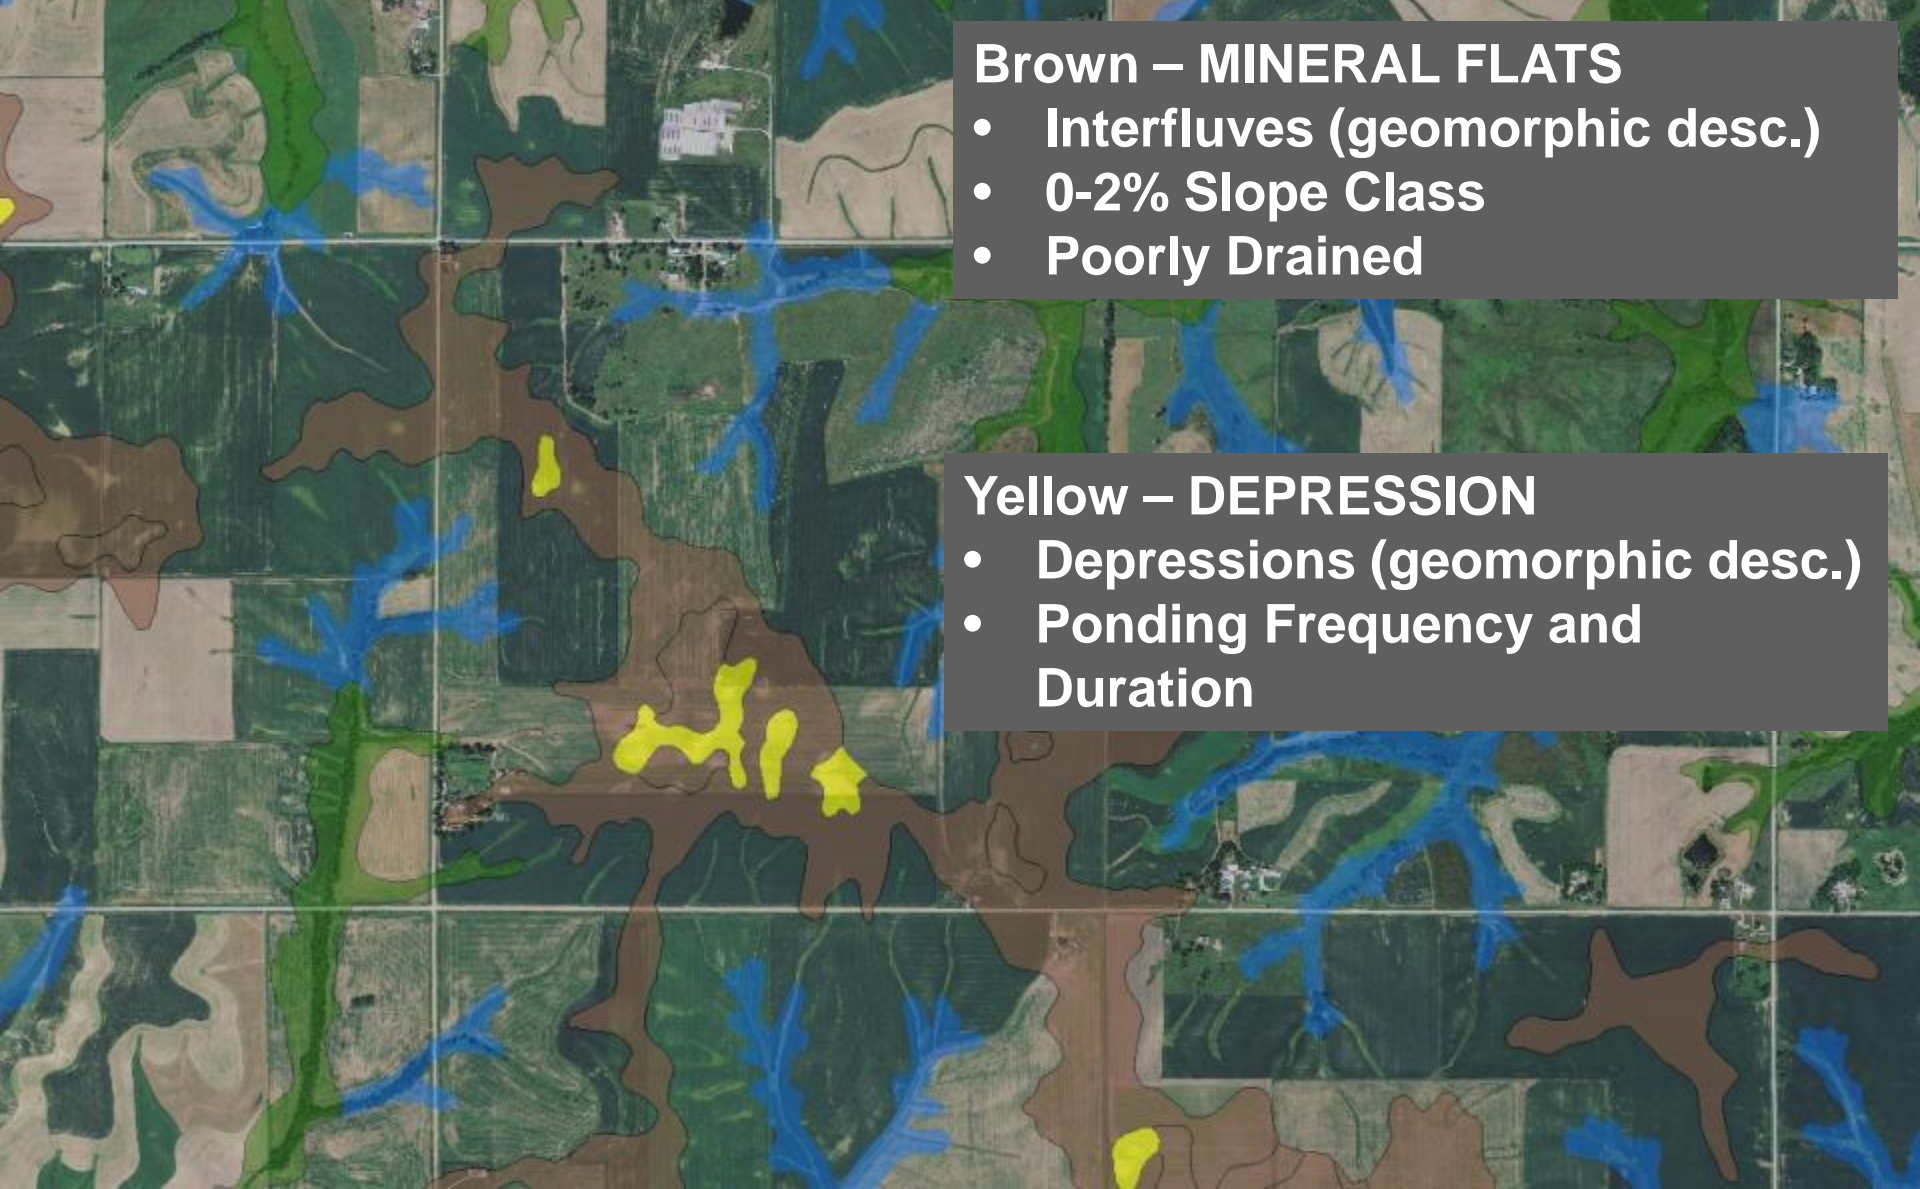 Brown – MINERAL FLATS
• Interfluves (geomorphic desc.)
• 0-2% Slope Class
• Poorly Drained
Yellow – DEPRESSION
• Depressions (geomorphic desc.)
• Ponding Frequency and
Duration